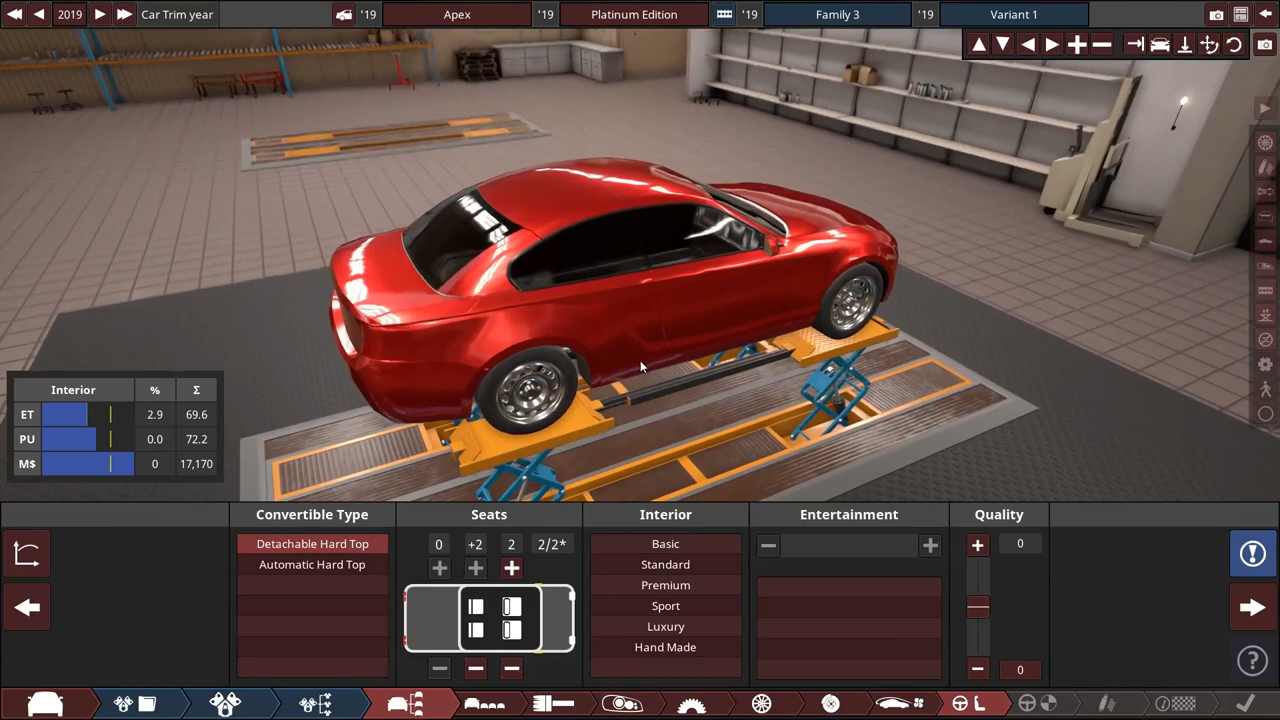 2019 Car Trim year '19 Apex '19 Platinum Edition '19 Family 3 '19 Variant 1
Interior % Σ
ET 2.9 69.6
PU 0.0 72.2
M$ 0 17,170
Convertible Type
Detachable Hard Top
Automatic Hard Top
Seats
0 +2 2 2/2*
Interior
Basic
Standard
Premium
Sport
Luxury
Hand Made
Entertainment
Quality
0
0